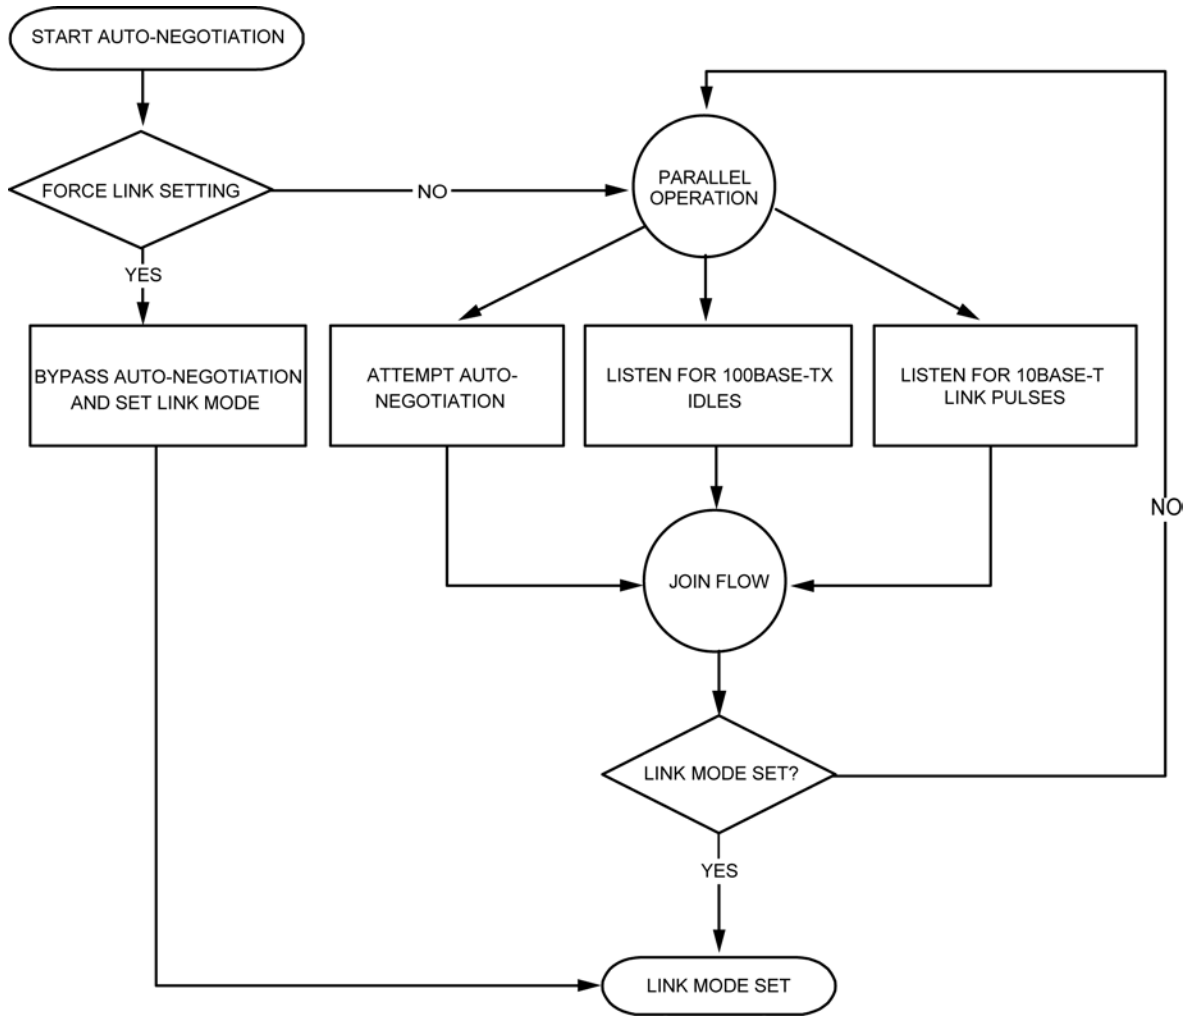 START AUTO-NEGOTIATION
FORCE LINK SETTING
NO
PARALLEL
OPERATION
YES
BYPASS AUTO-NEGOTIATION
AND SET LINK MODE
ATTEMPT AUTO-
NEGOTIATION
LISTEN FOR 100BASE-TX
IDLES
LISTEN FOR 10BASE-T
LINK PULSES
NO
JOIN FLOW
LINK MODE SET?
YES
LINK MODE SET